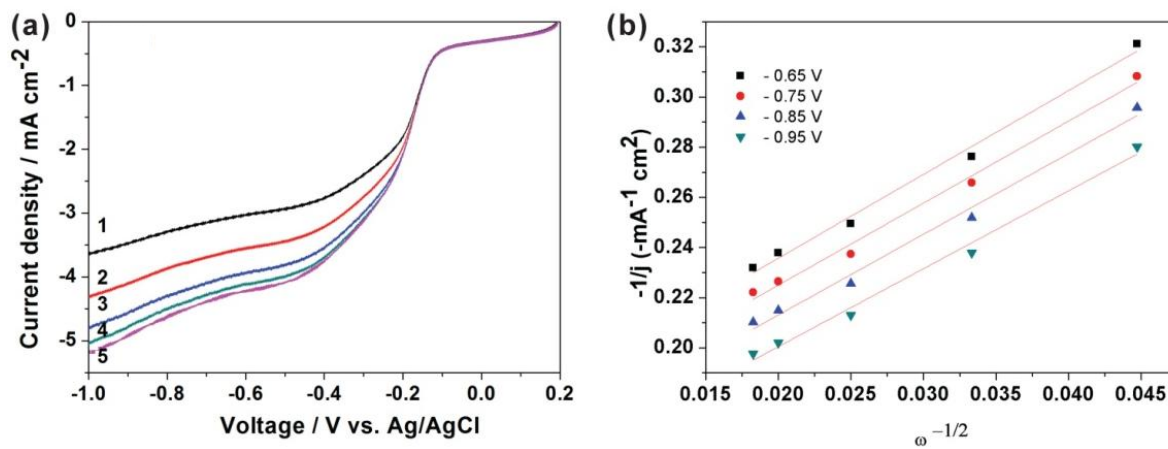 (a)
Current density / mA cm⁻²
0
-1
-2
-3
-4
-5
1
2
3
4
5
-1.0 -0.8 -0.6 -0.4 -0.2 0.0 0.2
Voltage / V vs. Ag/AgCl
(b)
-1/j (-mA⁻¹ cm²)
0.32
0.30
0.28
0.26
0.24
0.22
0.20
- 0.65 V
- 0.75 V
- 0.85 V
- 0.95 V
0.015 0.020 0.025 0.030 0.035 0.040 0.045
ω −1/2